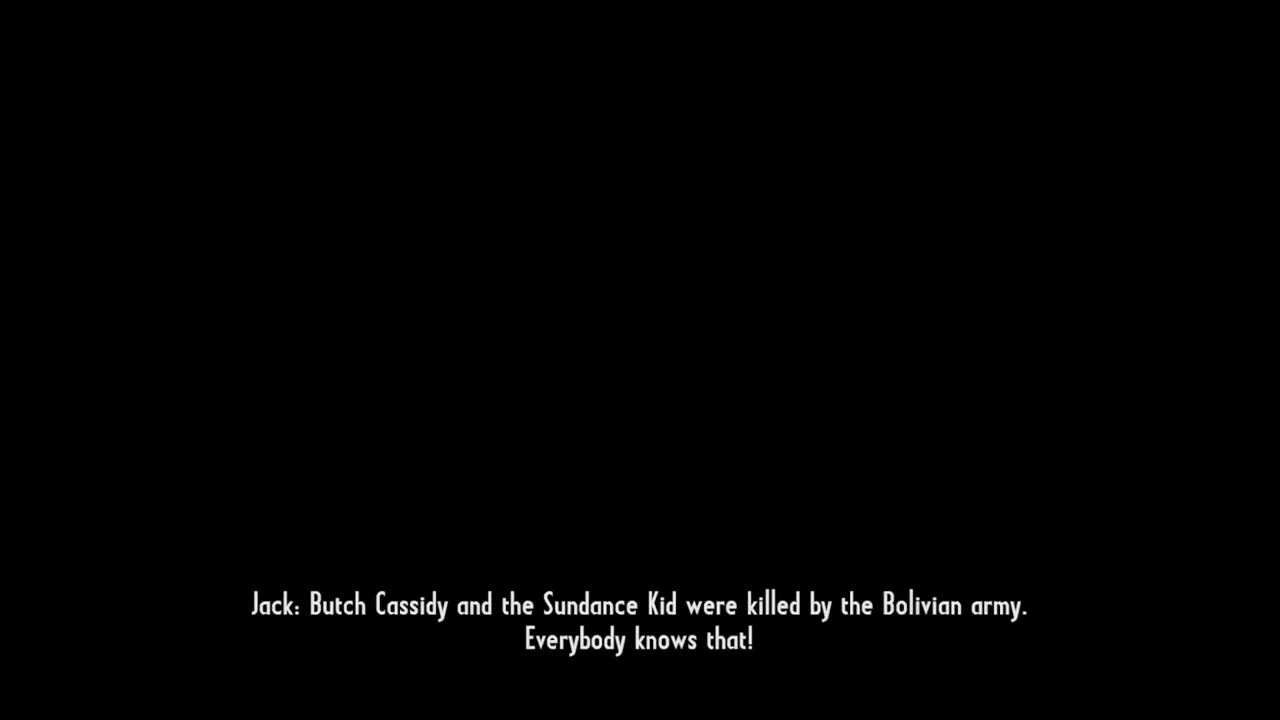 Jack: Butch Cassidy and the Sundance Kid were killed by the Bolivian army.
Everybody knows that!